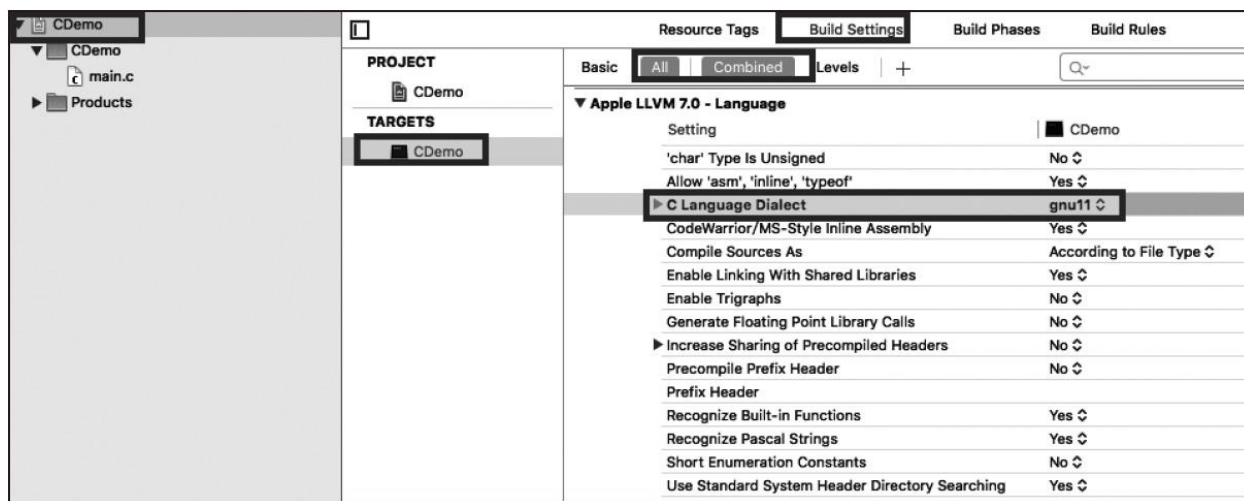 CDemo
CDemo
main.c
Products
Resource Tags Build Settings Build Phases Build Rules
PROJECT
CDemo
TARGETS
CDemo
Basic All Combined Levels +
Apple LLVM 7.0 - Language
Setting CDemo
'char' Type Is Unsigned No
Allow 'asm', 'inline', 'typeof' Yes
C Language Dialect gnu11
CodeWarrior/MS-Style Inline Assembly Yes
Compile Sources As According to File Type
Enable Linking With Shared Libraries Yes
Enable Trigraphs No
Generate Floating Point Library Calls No
Increase Sharing of Precompiled Headers No
Precompile Prefix Header No
Prefix Header
Recognize Built-in Functions Yes
Recognize Pascal Strings Yes
Short Enumeration Constants No
Use Standard System Header Directory Searching Yes